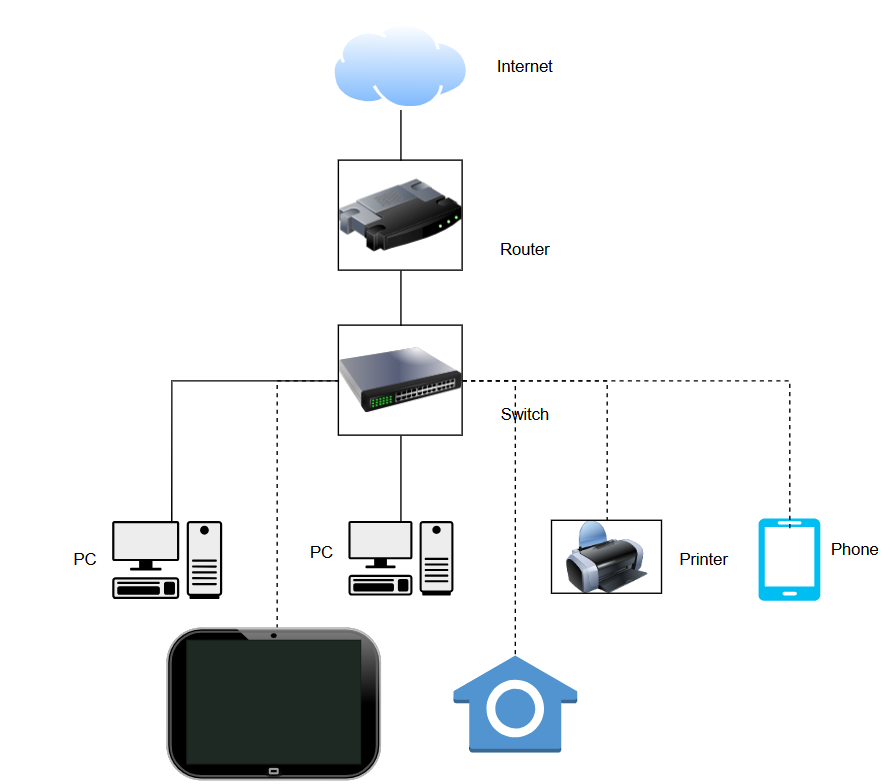 Internet
Router
Switch
PC
PC
Printer
Phone